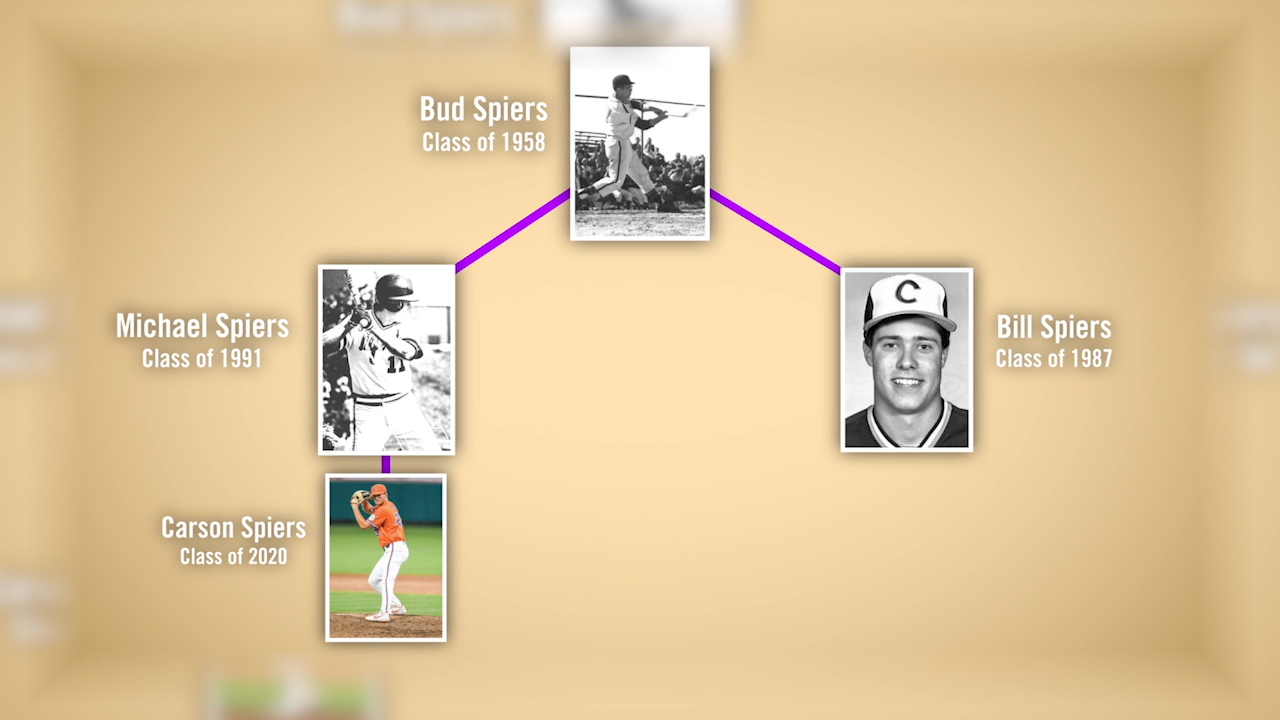 Bud Spiers
Class of 1958
Michael Spiers
Class of 1991
Bill Spiers
Class of 1987
C
11
Carson Spiers
Class of 2020